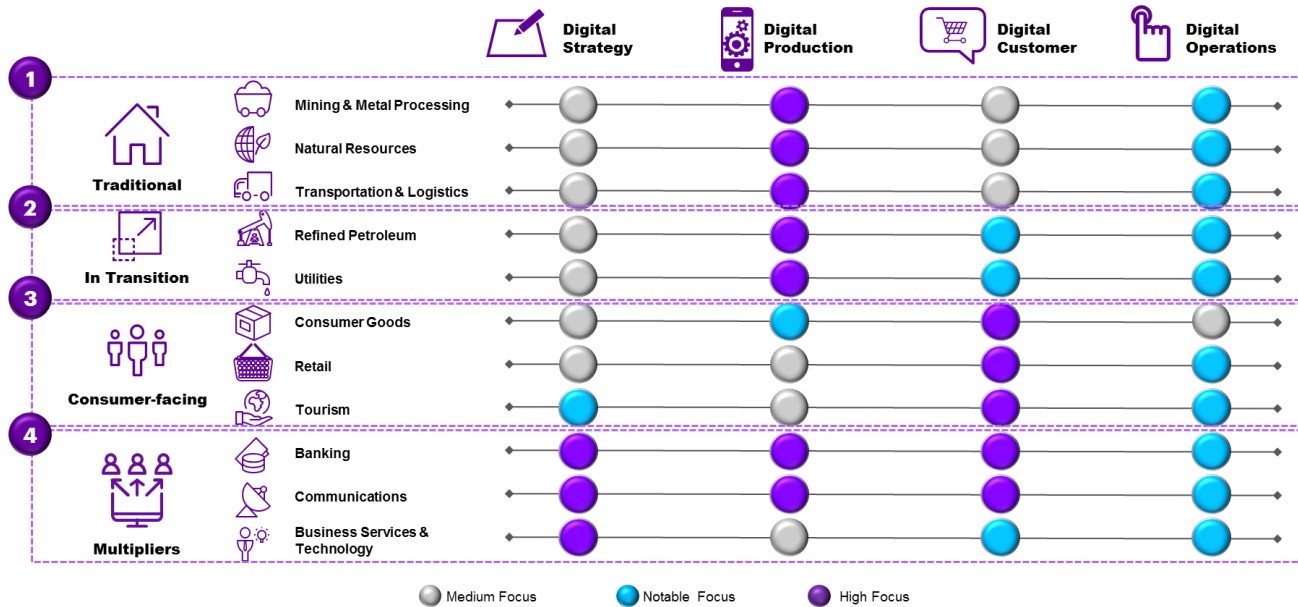 Digital
Strategy
Digital
Production
Digital
Customer
Digital
Operations
1
Mining & Metal Processing
Natural Resources
Traditional
Transportation & Logistics
2
Refined Petroleum
In Transition
Utilities
3
Consumer Goods
Retail
Consumer-facing
Tourism
4
Banking
Communications
Business Services &
Technology
Multipliers
Medium Focus
Notable Focus
High Focus